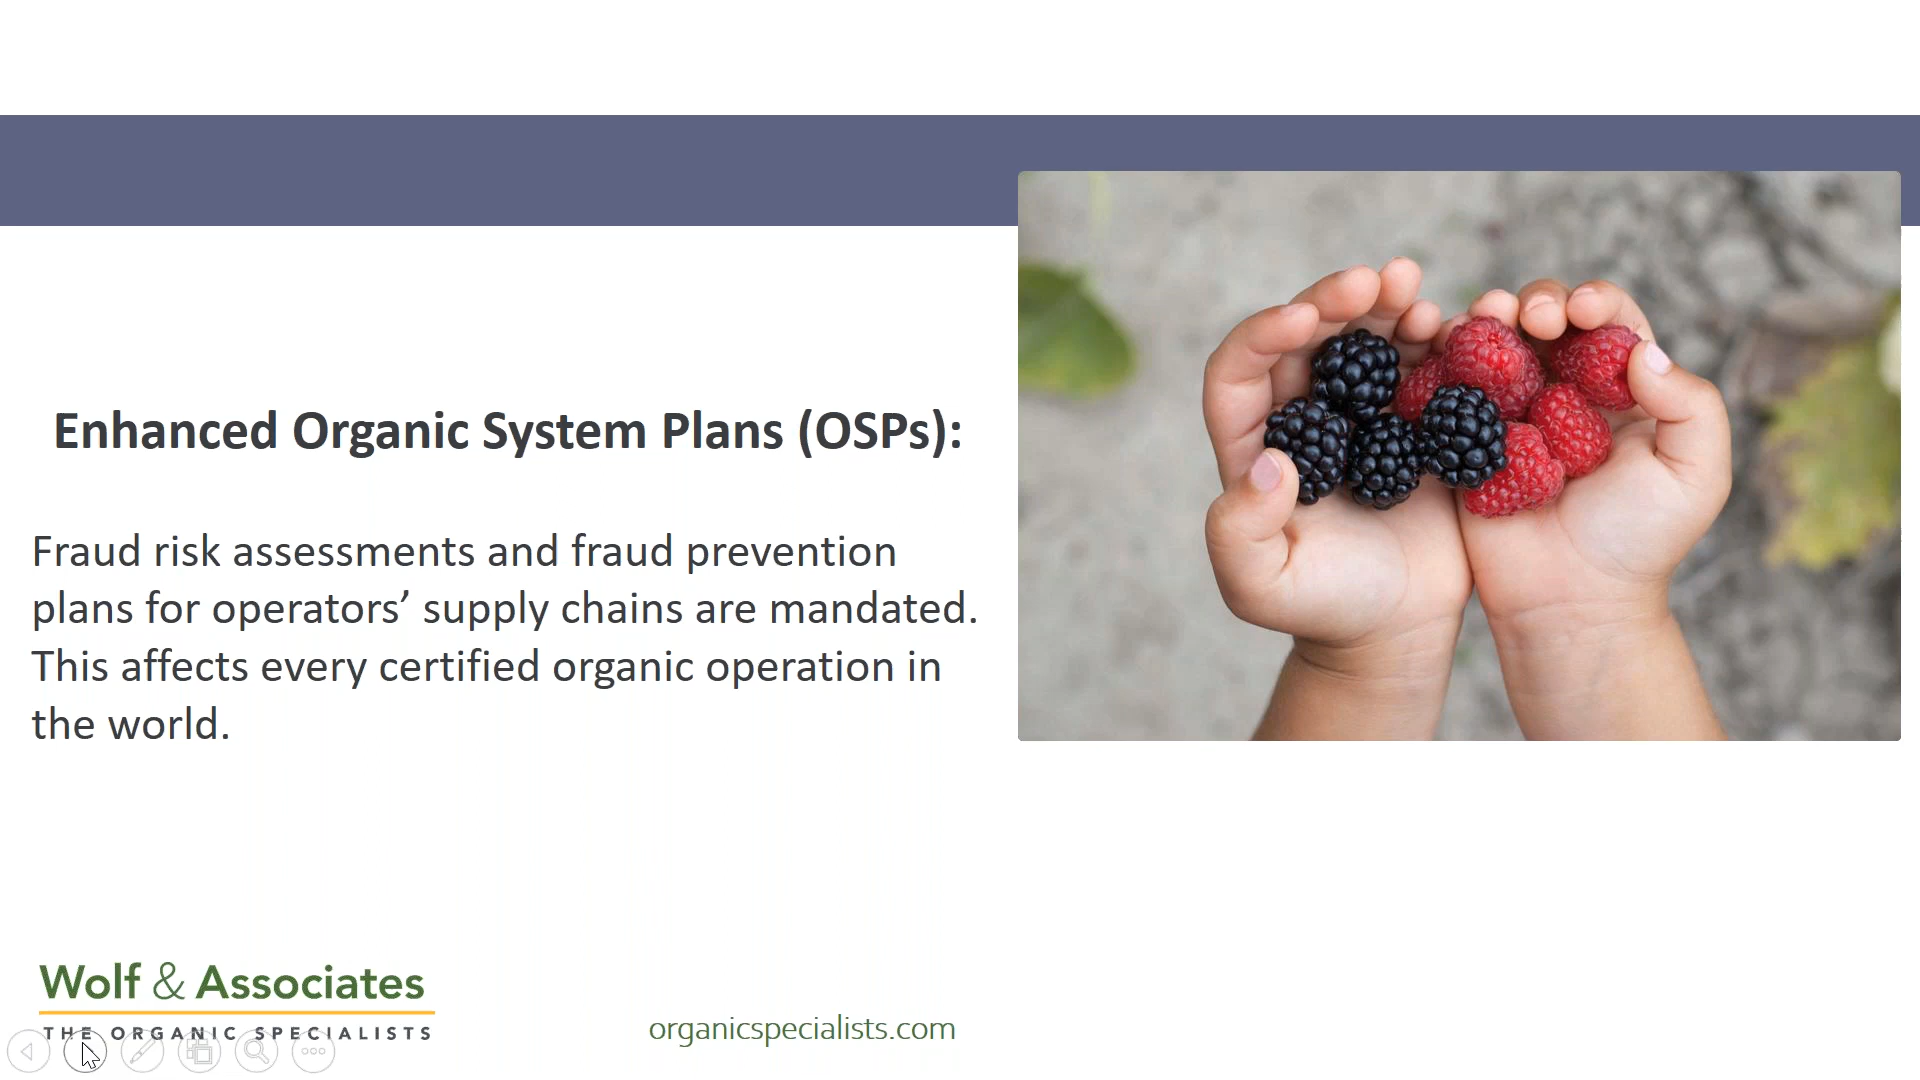 Enhanced Organic System Plans (OSPs):
Fraud risk assessments and fraud prevention
plans for operators’ supply chains are mandated.
This affects every certified organic operation in
the world.
Wolf & Associates
THE ORGANIC SPECIALISTS
organicspecialists.com